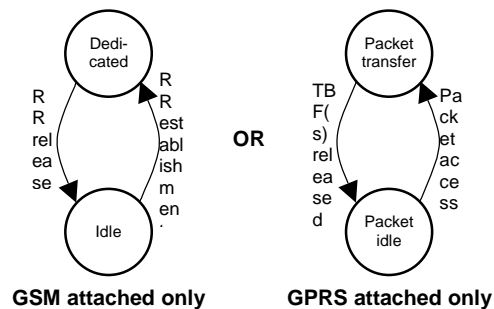 Dedi-
cated
R
R
rel
ea
se
R
R
est
abl
ish
m
en
Idle
GSM attached only
OR
Packet
transfer
TB
F(
s)
rel
ea
se
d
Pa
ck
et
ac
ce
ss
Packet
idle
GPRS attached only